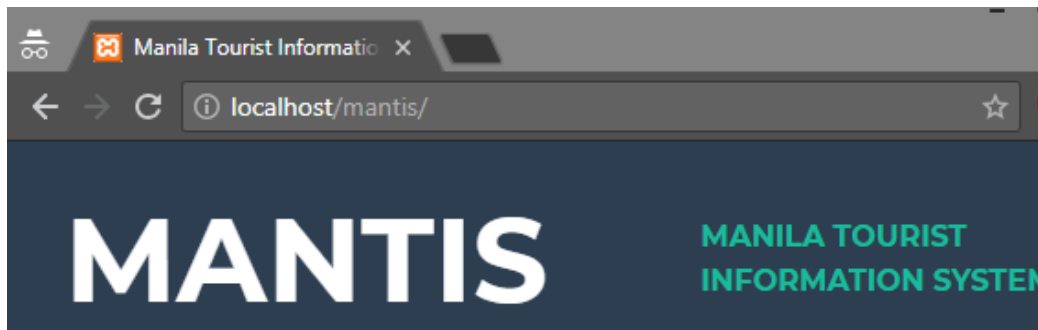 Manila Tourist Informatio
localhost/mantis/
MANTIS
MANILA TOURIST
INFORMATION SYSTEM